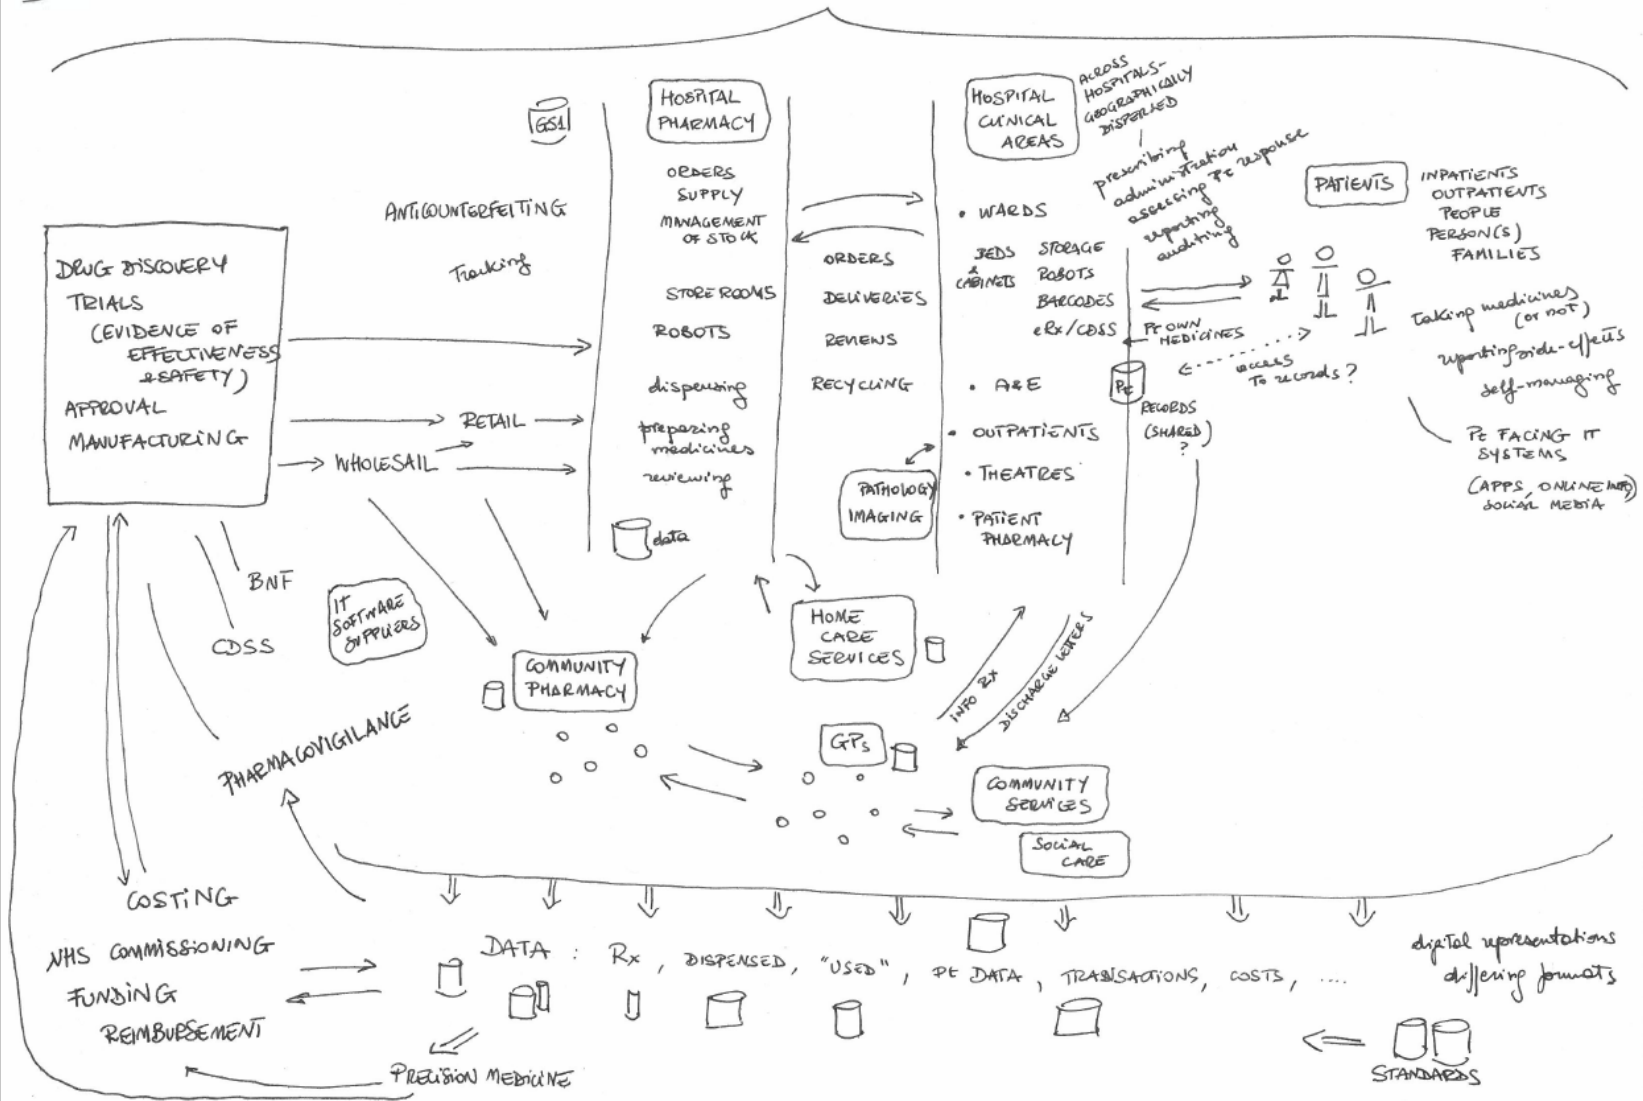 GS1
HOSPITAL
PHARMACY
HOSPITAL
CLINICAL
AREAS
ACROSS
HOSPITALS-
GEOGRAPHICALLY
DISPERSED
prescribing
administration
assessing Pt response
reporting
auditing
PATIENTS
INPATIENTS
OUTPATIENTS
PEOPLE
PERSON(S)
FAMILIES
ANTICOUNTERFEITING
Tracking
ORDERS
SUPPLY
MANAGEMENT
OF STOCK
STORE ROOMS
ROBOTS
dispensing
preparing
medicines
reviewing
data
ORDERS
DELIVERIES
REVIEWS
RECYCLING
• WARDS
BEDS
&
CABINETS
STORAGE
ROBOTS
BARCODES
eRx/CDSS
• A&E
• OUTPATIENTS
• THEATRES
• PATIENT
PHARMACY
PATHOLOGY
IMAGING
Pt OWN
MEDICINES
access
To records?
Pt
RECORDS
(SHARED)
?
taking medicines
(or not)
reporting side-effects
self-managing
Pt FACING IT
SYSTEMS
(APPS, ONLINE INFO)
SOCIAL MEDIA
DRUG DISCOVERY
TRIALS
(EVIDENCE OF
EFFECTIVENESS
& SAFETY)
APPROVAL
MANUFACTURING
RETAIL
WHOLESAIL
BNF
CDSS
IT
SOFTWARE
SUPPLIERS
PHARMACOVIGILANCE
COMMUNITY
PHARMACY
HOME
CARE
SERVICES
INFO RX
DISCHARGE LETTERS
GPs
COMMUNITY
SERVICES
SOCIAL
CARE
COSTING
NHS COMMISSIONING
FUNDING
REIMBURSEMENT
DATA : Rx, DISPENSED, "USED", Pt DATA, TRANSACTIONS, COSTS, ....
digital representations
differing formats
PRECISION MEDICINE
STANDARDS